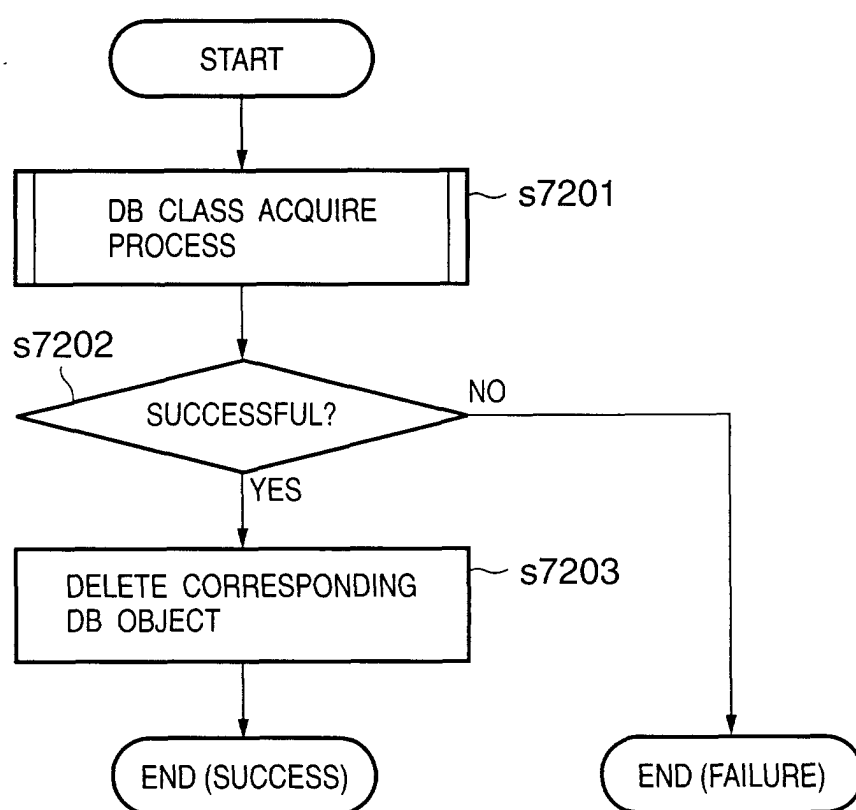 START
DB CLASS ACQUIRE
PROCESS
s7201
s7202
SUCCESSFUL?
NO
YES
DELETE CORRESPONDING
DB OBJECT
s7203
END (SUCCESS)
END (FAILURE)